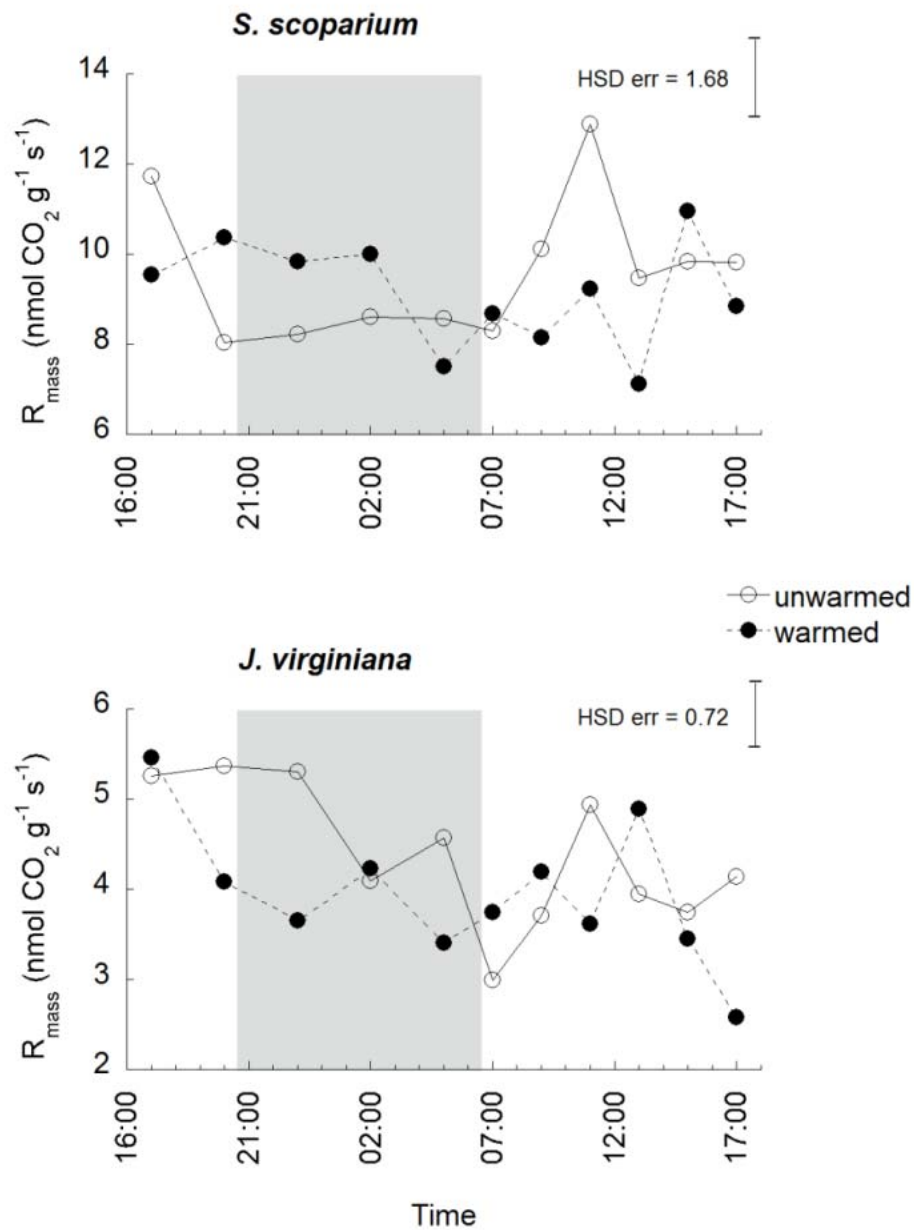 S. scoparium
HSD err = 1.68
R_mass (nmol CO₂ g⁻¹ s⁻¹)
14
12
10
8
6
16:00
21:00
02:00
07:00
12:00
17:00
unwarmed
warmed
J. virginiana
HSD err = 0.72
R_mass (nmol CO₂ g⁻¹ s⁻¹)
6
5
4
3
2
16:00
21:00
02:00
07:00
12:00
17:00
Time